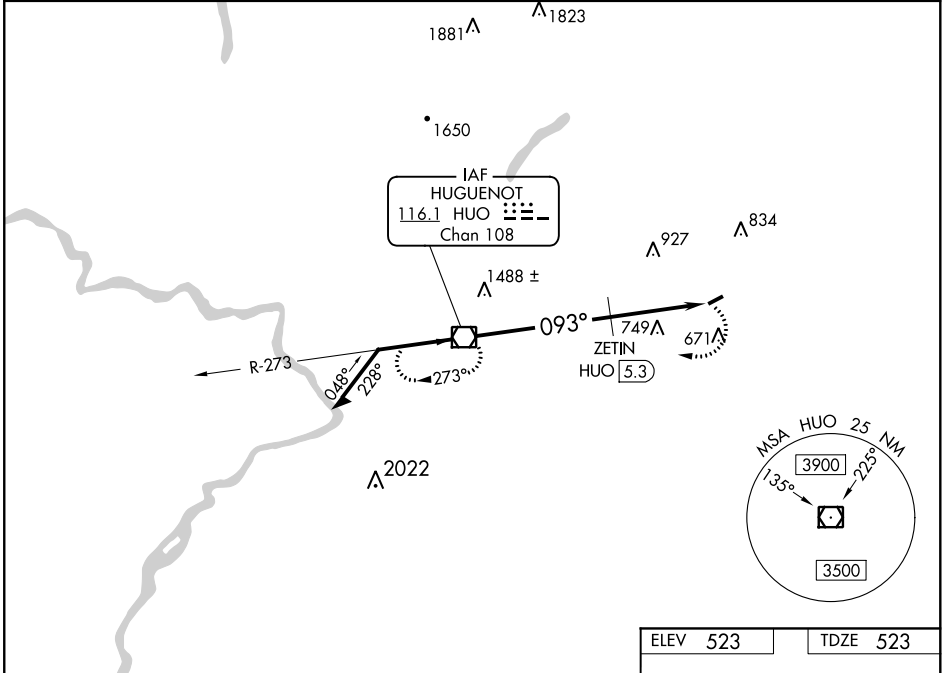 1881
1823
1650
IAF
HUGUENOT
116.1 HUO
Chan 108
834
927
1488 ±
093°
749
671
ZETIN
HUO 5.3
R-273
048°
228°
273°
2022
MSA HUO 25 NM
3900
135°
225°
3500
ELEV 523
TDZE 523